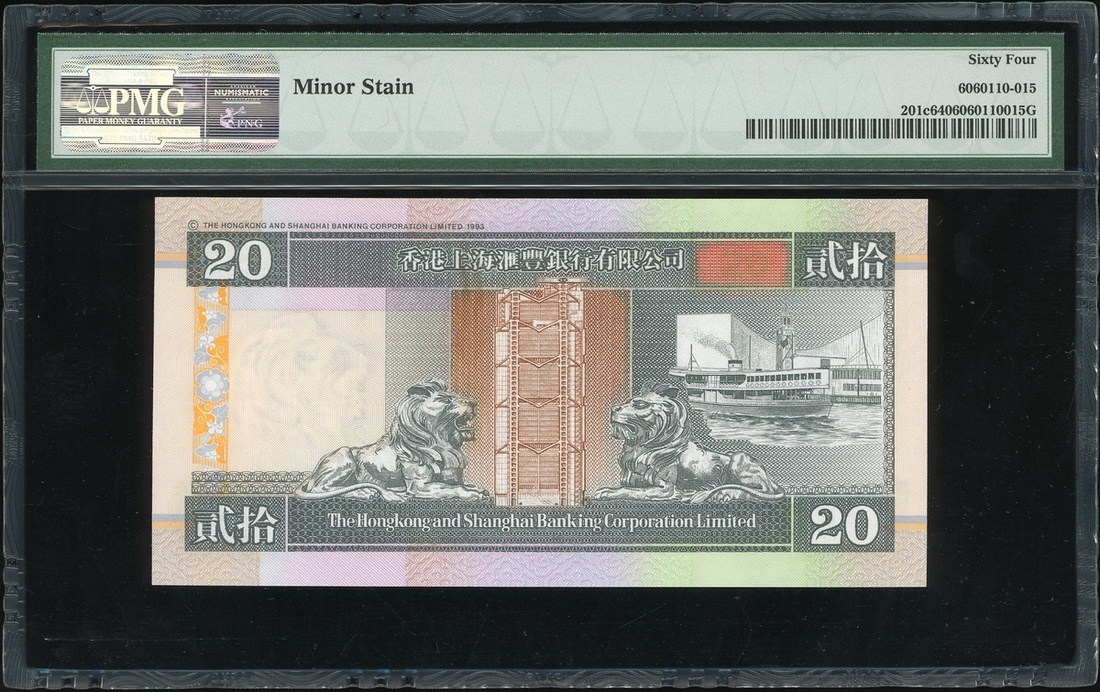 PMG
PAPER MONEY GUARANTY
AMERICAN
NUMISMATIC
PNG
Minor Stain
Sixty Four
6060110-015
201c6406060110015G
© THE HONGKONG AND SHANGHAI BANKING CORPORATION LIMITED 1993
20
香港上海滙豐銀行有限公司
貳拾
貳拾
The Hongkong and Shanghai Banking Corporation Limited
20